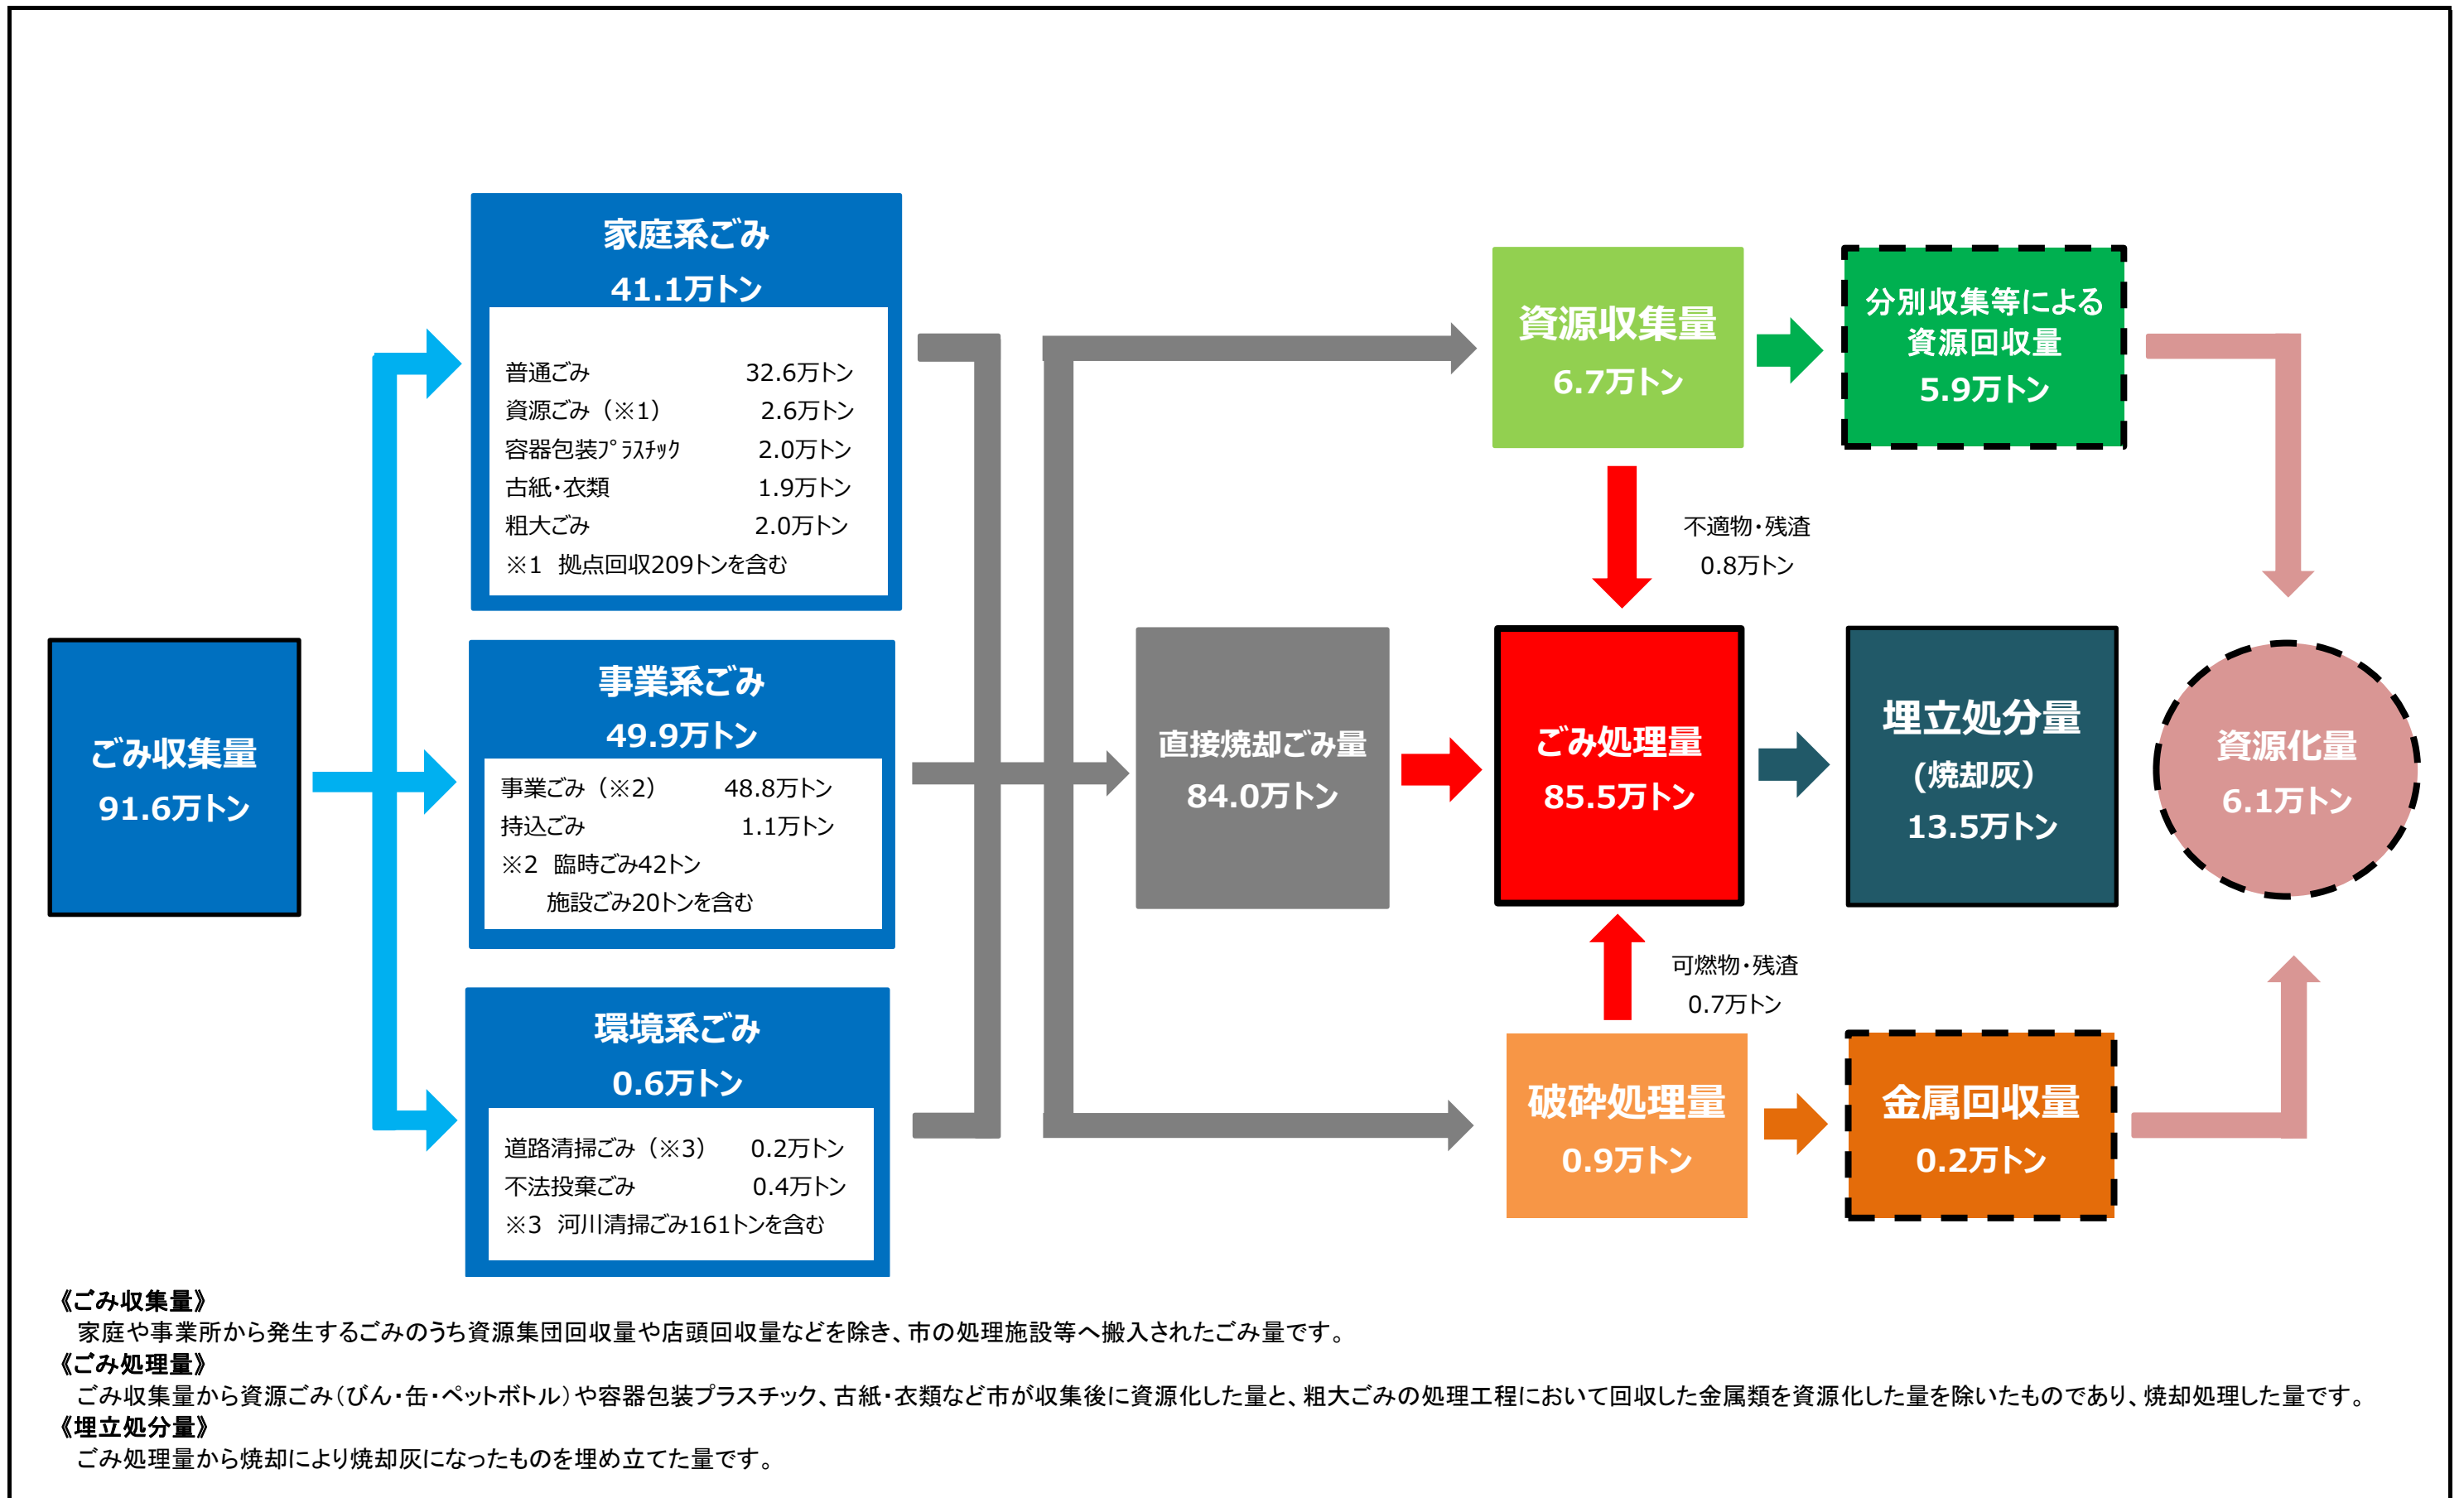 ごみ収集量
91.6万トン
家庭系ごみ
41.1万トン
普通ごみ 32.6万トン
資源ごみ（※1） 2.6万トン
容器包装ﾌﾟﾗｽﾁｯｸ 2.0万トン
古紙・衣類 1.9万トン
粗大ごみ 2.0万トン
※1 拠点回収209トンを含む
事業系ごみ
49.9万トン
事業ごみ（※2） 48.8万トン
持込ごみ 1.1万トン
※2 臨時ごみ42トン
施設ごみ20トンを含む
環境系ごみ
0.6万トン
道路清掃ごみ（※3） 0.2万トン
不法投棄ごみ 0.4万トン
※3 河川清掃ごみ161トンを含む
直接焼却ごみ量
84.0万トン
資源収集量
6.7万トン
分別収集等による
資源回収量
5.9万トン
不適物・残渣
0.8万トン
ごみ処理量
85.5万トン
埋立処分量
(焼却灰）
13.5万トン
資源化量
6.1万トン
可燃物・残渣
0.7万トン
破砕処理量
0.9万トン
金属回収量
0.2万トン
《ごみ収集量》
家庭や事業所から発生するごみのうち資源集団回収量や店頭回収量などを除き、市の処理施設等へ搬入されたごみ量です。
《ごみ処理量》
ごみ収集量から資源ごみ（びん・缶・ペットボトル）や容器包装プラスチック、古紙・衣類など市が収集後に資源化した量と、粗大ごみの処理工程において回収した金属類を資源化した量を除いたものであり、焼却処理した量です。
《埋立処分量》
ごみ処理量から焼却により焼却灰になったものを埋め立てた量です。